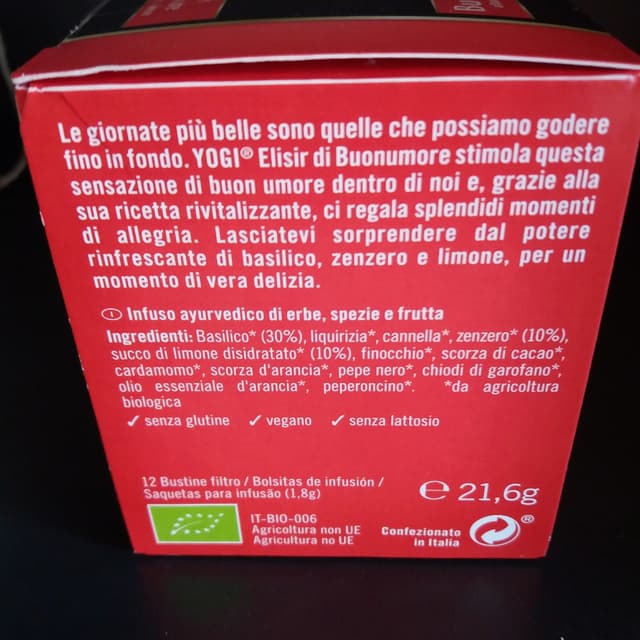 Le giornate più belle sono quelle che possiamo godere
fino in fondo. YOGI® Elisir di Buonumore stimola questa
sensazione di buon umore dentro di noi e, grazie alla
sua ricetta rivitalizzante, ci regala splendidi momenti
di allegria. Lasciatevi sorprendere dal potere
rinfrescante di basilico, zenzero e limone, per un
momento di vera delizia.
I Infuso ayurvedico di erbe, spezie e frutta
Ingredienti: Basilico* (30%), liquirizia*, cannella*, zenzero* (10%),
succo di limone disidratato* (10%), finocchio*, scorza di cacao*,
cardamomo*, scorza d'arancia*, pepe nero*, chiodi di garofano*,
olio essenziale d'arancia*, peperoncino*. *da agricoltura
biologica
✓ senza glutine ✓ vegano ✓ senza lattosio
12 Bustine filtro / Bolsitas de infusión /
Saquetas para infusão (1,8g)
℮ 21,6g
IT-BIO-006
Agricoltura non UE
Agricultura no UE
Confezionato
in Italia
®